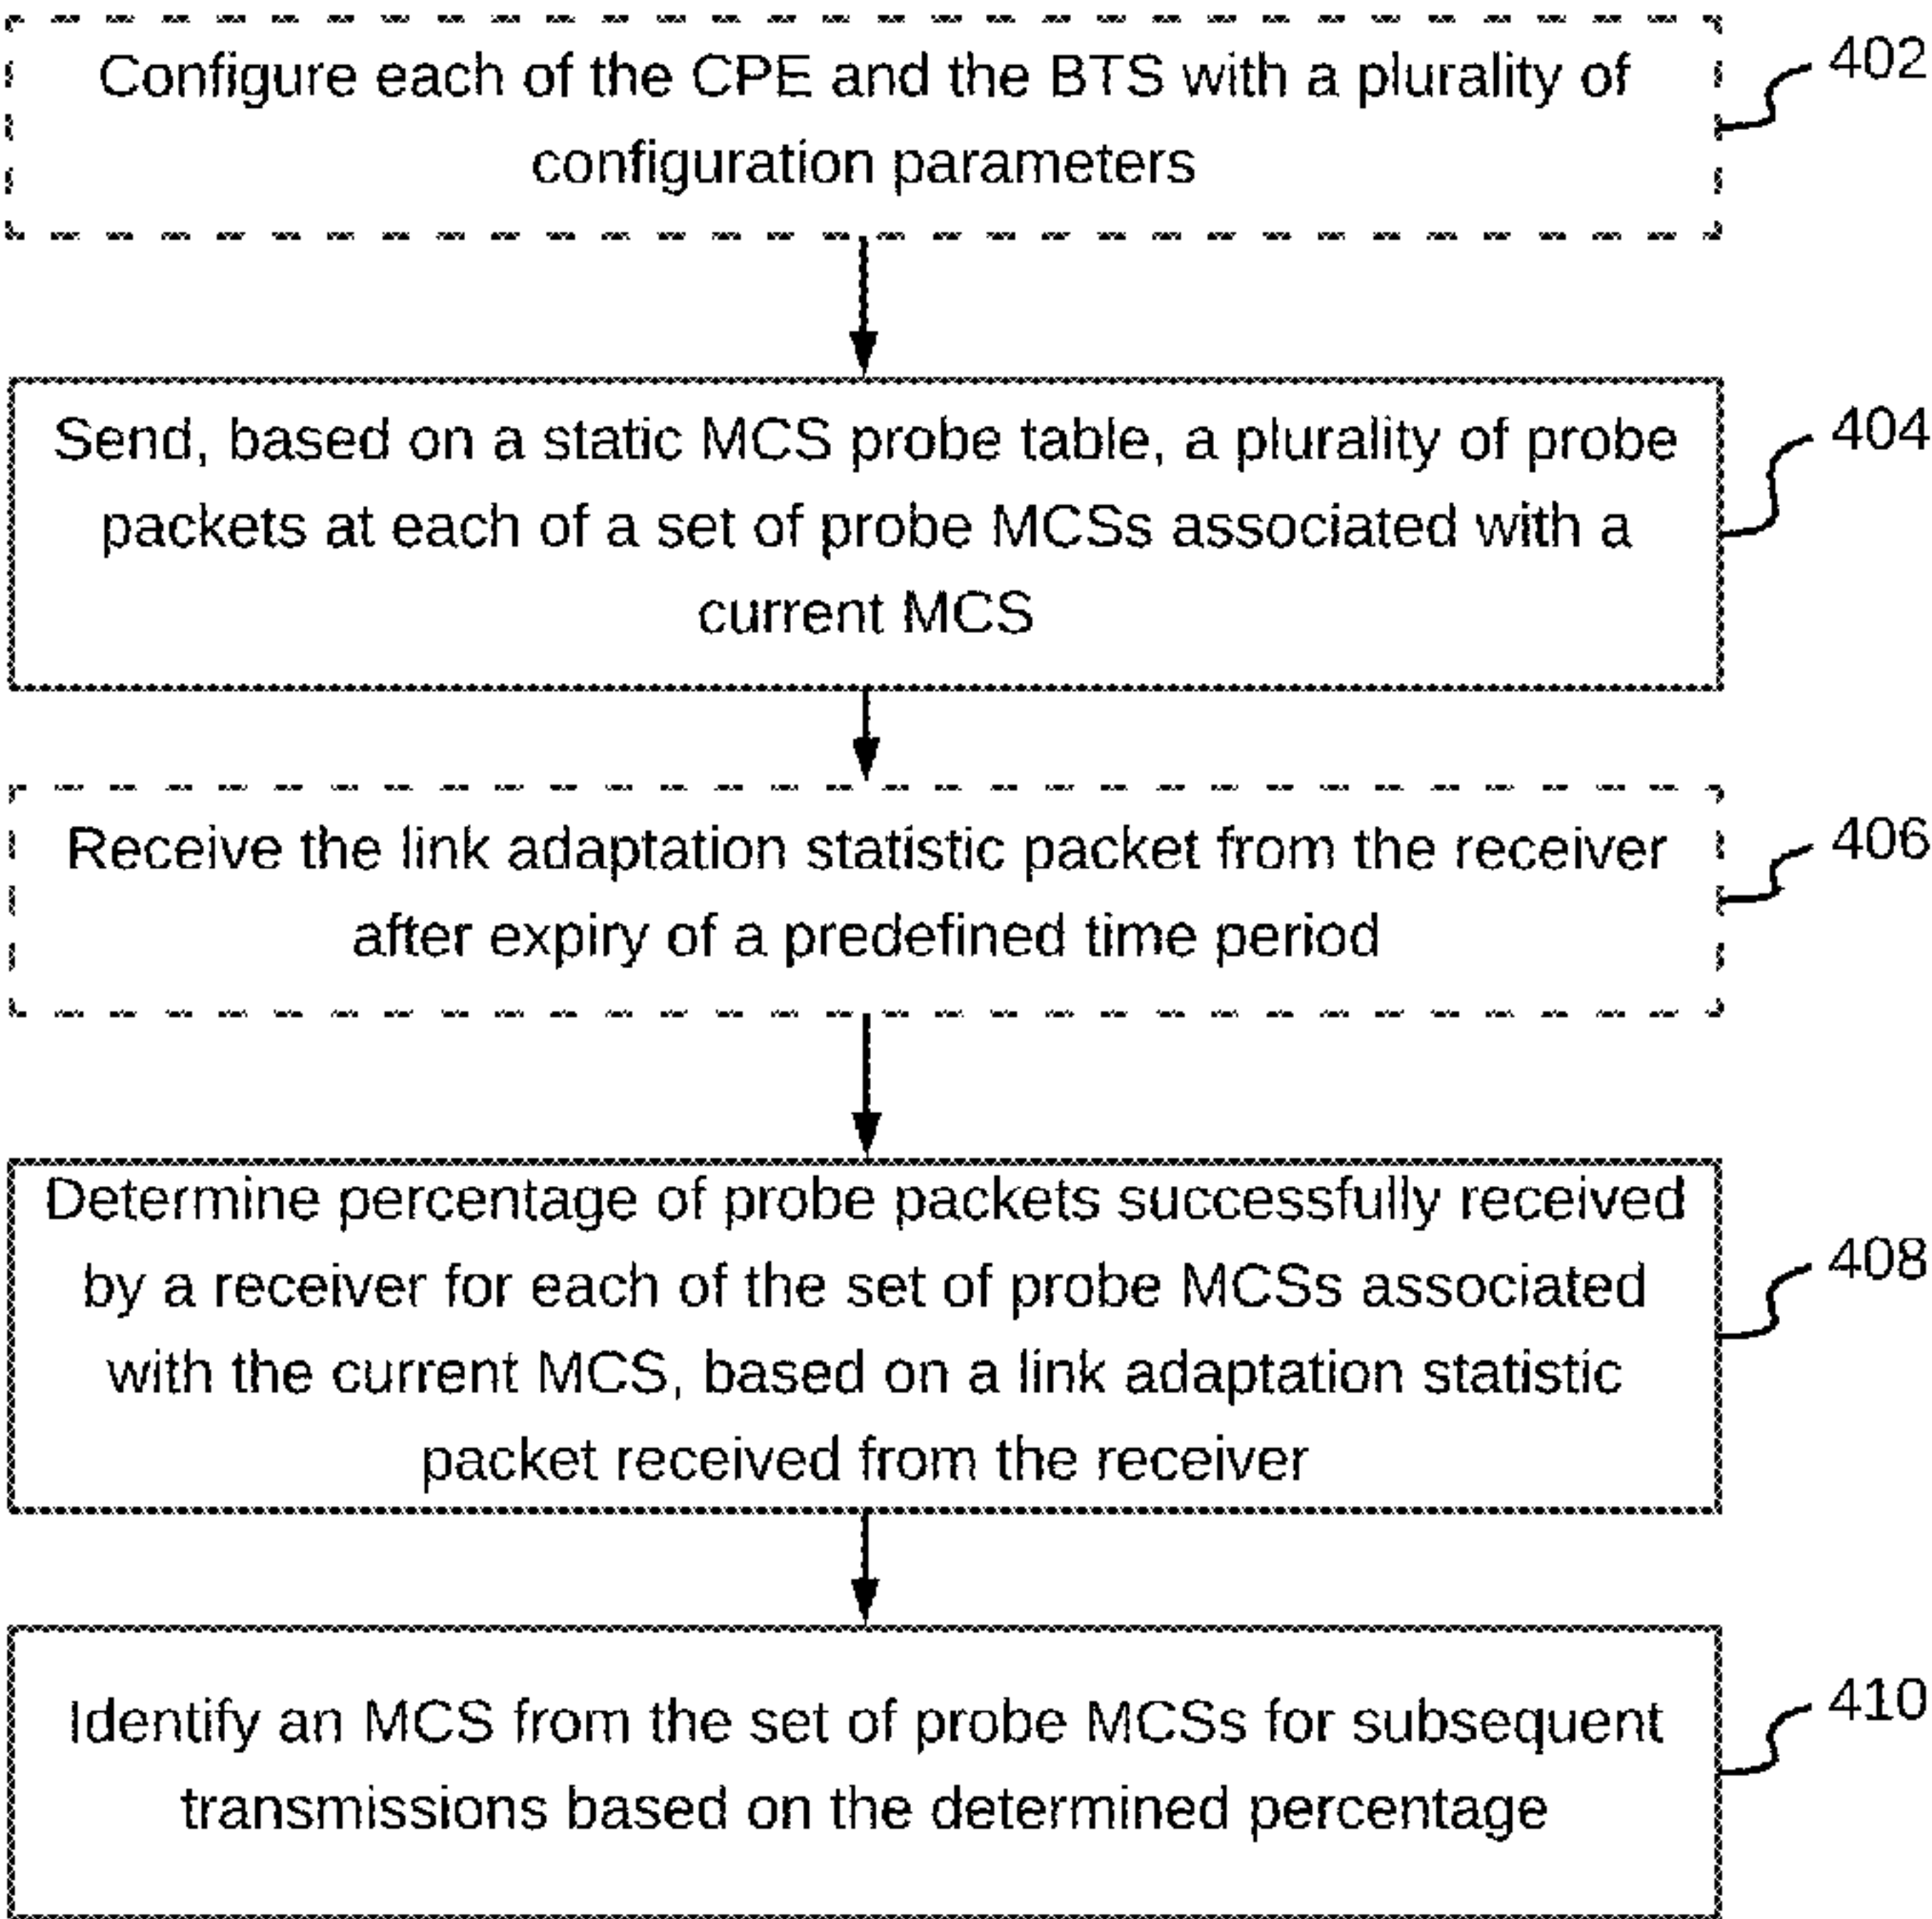 Configure each of the CPE and the BTS with a plurality of
configuration parameters
402
Send, based on a static MCS probe table, a plurality of probe
packets at each of a set of probe MCSs associated with a
current MCS
404
Receive the link adaptation statistic packet from the receiver
after expiry of a predefined time period
406
Determine percentage of probe packets successfully received
by a receiver for each of the set of probe MCSs associated
with the current MCS, based on a link adaptation statistic
packet received from the receiver
408
Identify an MCS from the set of probe MCSs for subsequent
transmissions based on the determined percentage
410